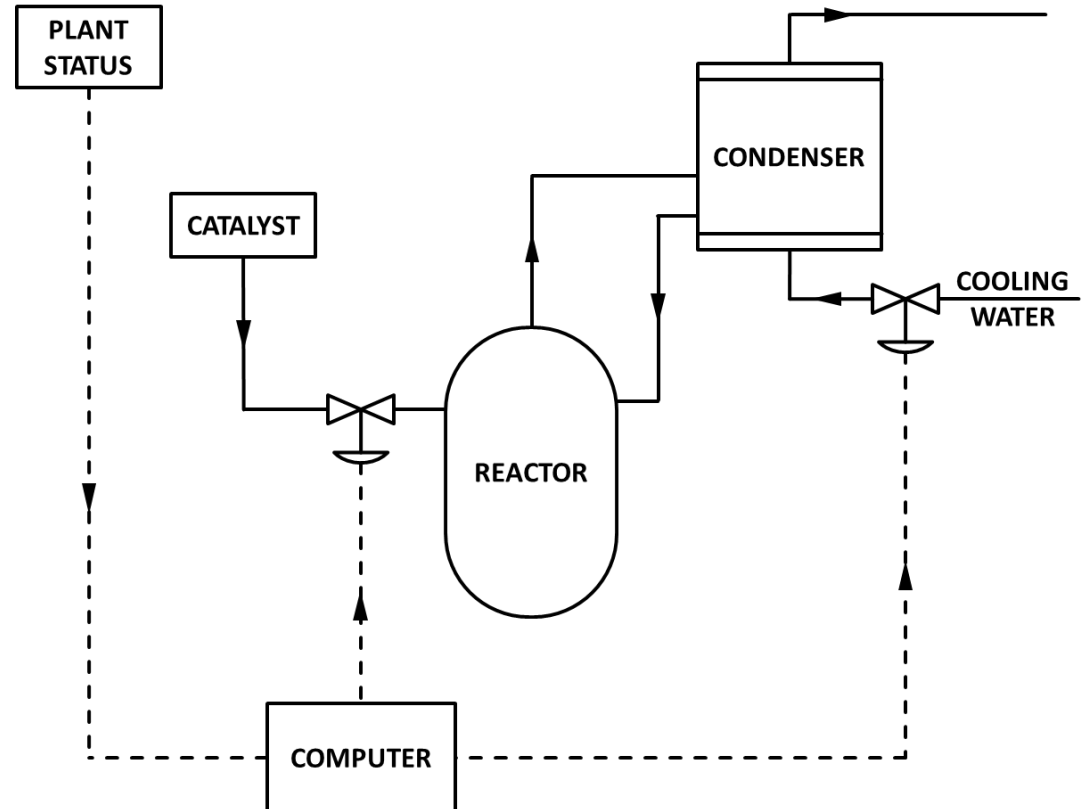 PLANT
STATUS
CONDENSER
CATALYST
COOLING
WATER
REACTOR
COMPUTER